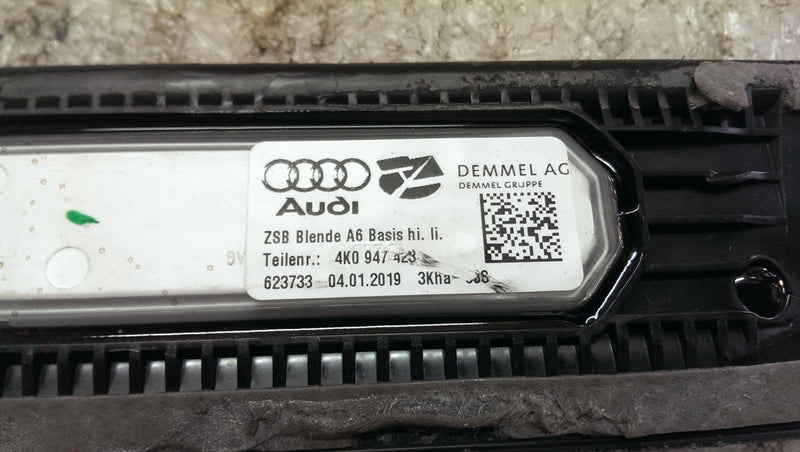 Audi
DEMMEL AG
DEMMEL GRUPPE
ZSB Blende A6 Basis hi. li.
Teilenr.: 4K0 947 423
623733 04.01.2019 3Kha-